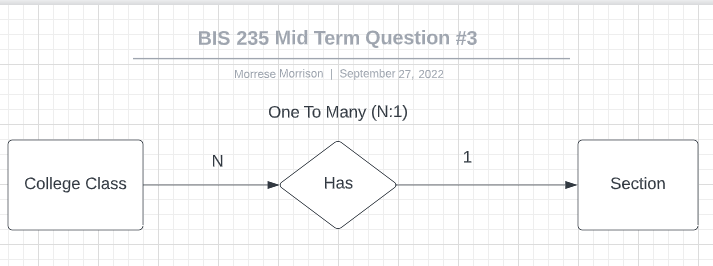 BIS 235 Mid Term Question #3
Morrese Morrison | September 27, 2022
One To Many (N:1)
N
1
College Class
Has
Section